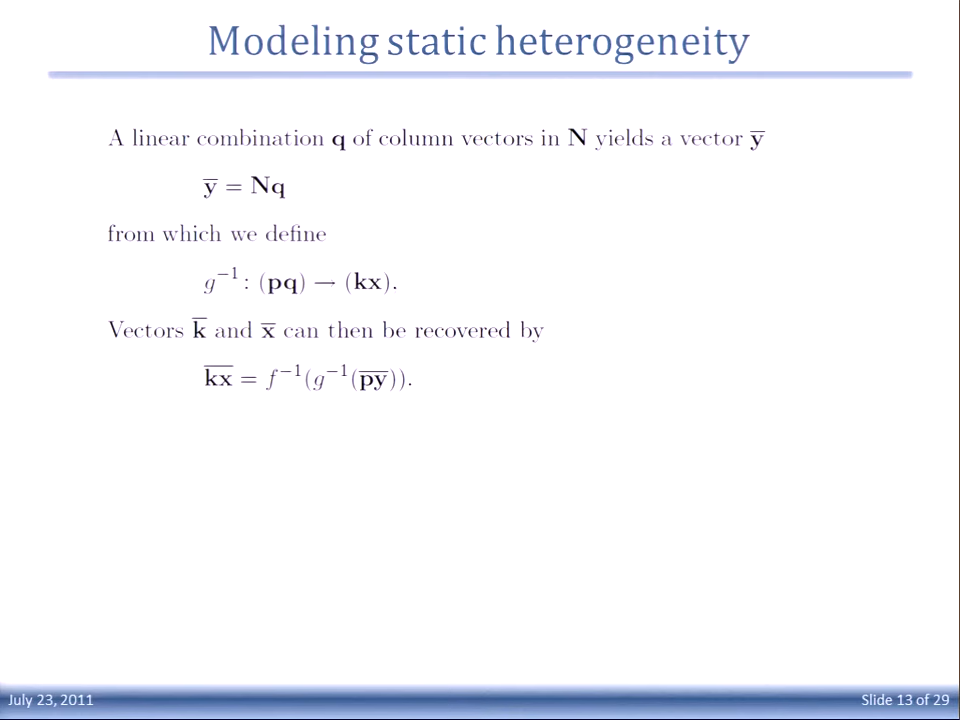 Modeling static heterogeneity
A linear combination q of column vectors in N yields a vector y̅
y̅ = Nq
from which we define
g⁻¹ : (pq) → (kx).
Vectors k̅ and x̅ can then be recovered by
k̅x̅ = f⁻¹(g⁻¹(p̅y̅)).
July 23, 2011
Slide 13 of 29